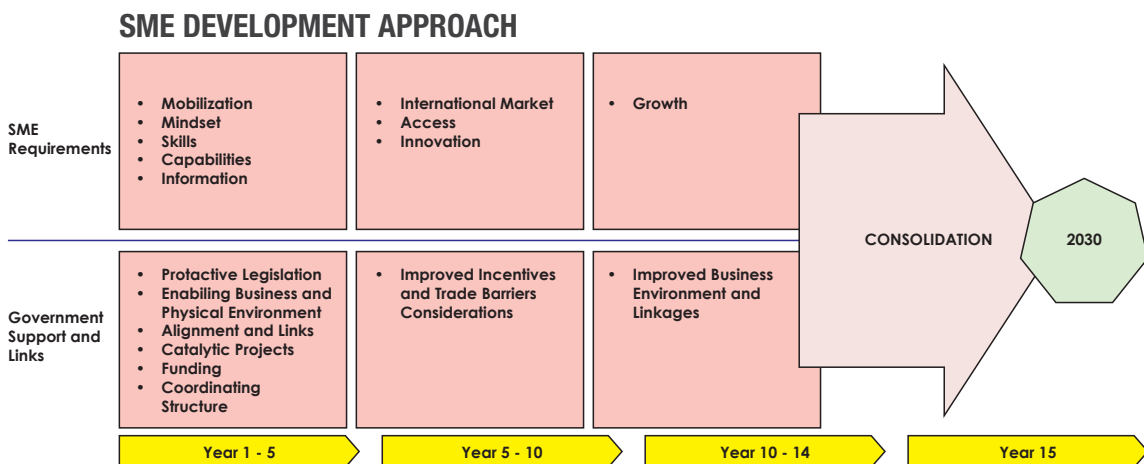 SME DEVELOPMENT APPROACH
SME
Requirements
• Mobilization
• Mindset
• Skills
• Capabilities
• Information
• International Market
• Access
• Innovation
• Growth
CONSOLIDATION
2030
Government
Support and
Links
• Protactive Legislation
• Enabiling Business and
Physical Environment
• Alignment and Links
• Catalytic Projects
• Funding
• Coordinating
Structure
• Improved Incentives
and Trade Barriers
Considerations
• Improved Business
Environment and
Linkages
Year 1 - 5
Year 5 - 10
Year 10 - 14
Year 15